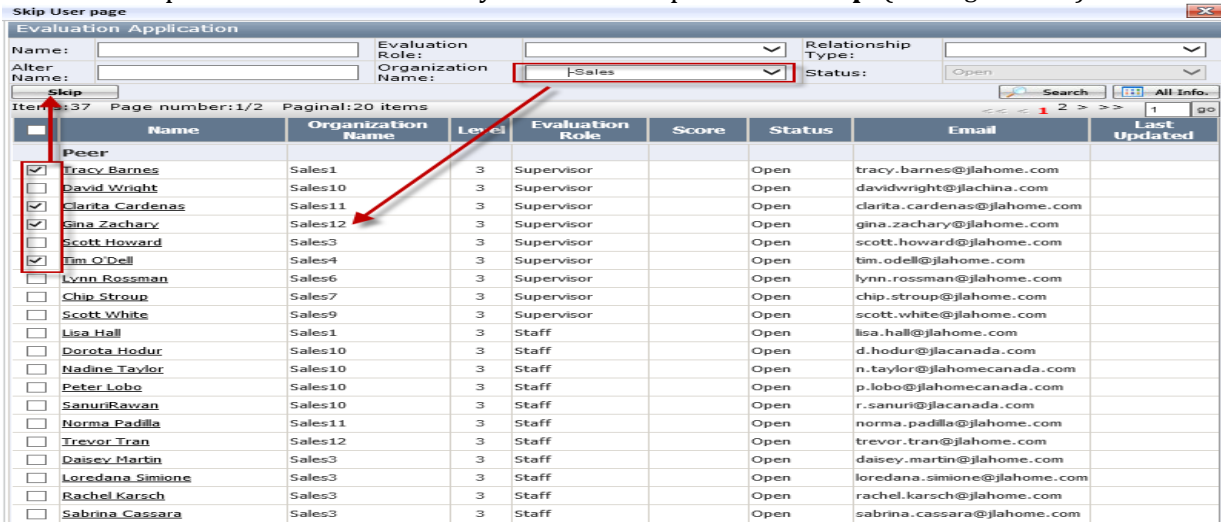 Skip User page
Evaluation Application
Name: Evaluation Role: Relationship Type:
Alter Name: Organization Name: |-Sales Status: Open
Skip Search All Info.
Items:37 Page number:1/2 Paginal:20 items << < 1 2 > >> 1 go
Name Organization Name Level Evaluation Role Score Status Email Last Updated
Peer
Tracy Barnes Sales1 3 Supervisor Open tracy.barnes@jlahome.com
David Wright Sales10 3 Supervisor Open davidwright@jlachina.com
Clarita Cardenas Sales11 3 Supervisor Open clarita.cardenas@jlahome.com
Gina Zachary Sales12 3 Supervisor Open gina.zachary@jlahome.com
Scott Howard Sales3 3 Supervisor Open scott.howard@jlahome.com
Tim O'Dell Sales4 3 Supervisor Open tim.odell@jlahome.com
Lynn Rossman Sales6 3 Supervisor Open lynn.rossman@jlahome.com
Chip Stroup Sales7 3 Supervisor Open chip.stroup@jlahome.com
Scott White Sales9 3 Supervisor Open scott.white@jlahome.com
Lisa Hall Sales1 3 Staff Open lisa.hall@jlahome.com
Dorota Hodur Sales10 3 Staff Open d.hodur@jlacanada.com
Nadine Taylor Sales10 3 Staff Open n.taylor@jlahomecanada.com
Peter Lobo Sales10 3 Staff Open p.lobo@jlahomecanada.com
SanuriRawan Sales10 3 Staff Open r.sanuri@jlacanada.com
Norma Padilla Sales11 3 Staff Open norma.padilla@jlahome.com
Trevor Tran Sales12 3 Staff Open trevor.tran@jlahome.com
Daisey Martin Sales3 3 Staff Open daisey.martin@jlahome.com
Loredana Simione Sales3 3 Staff Open loredana.simione@jlahome.com
Rachel Karsch Sales3 3 Staff Open rachel.karsch@jlahome.com
Sabrina Cassara Sales3 3 Staff Open sabrina.cassara@jlahome.com